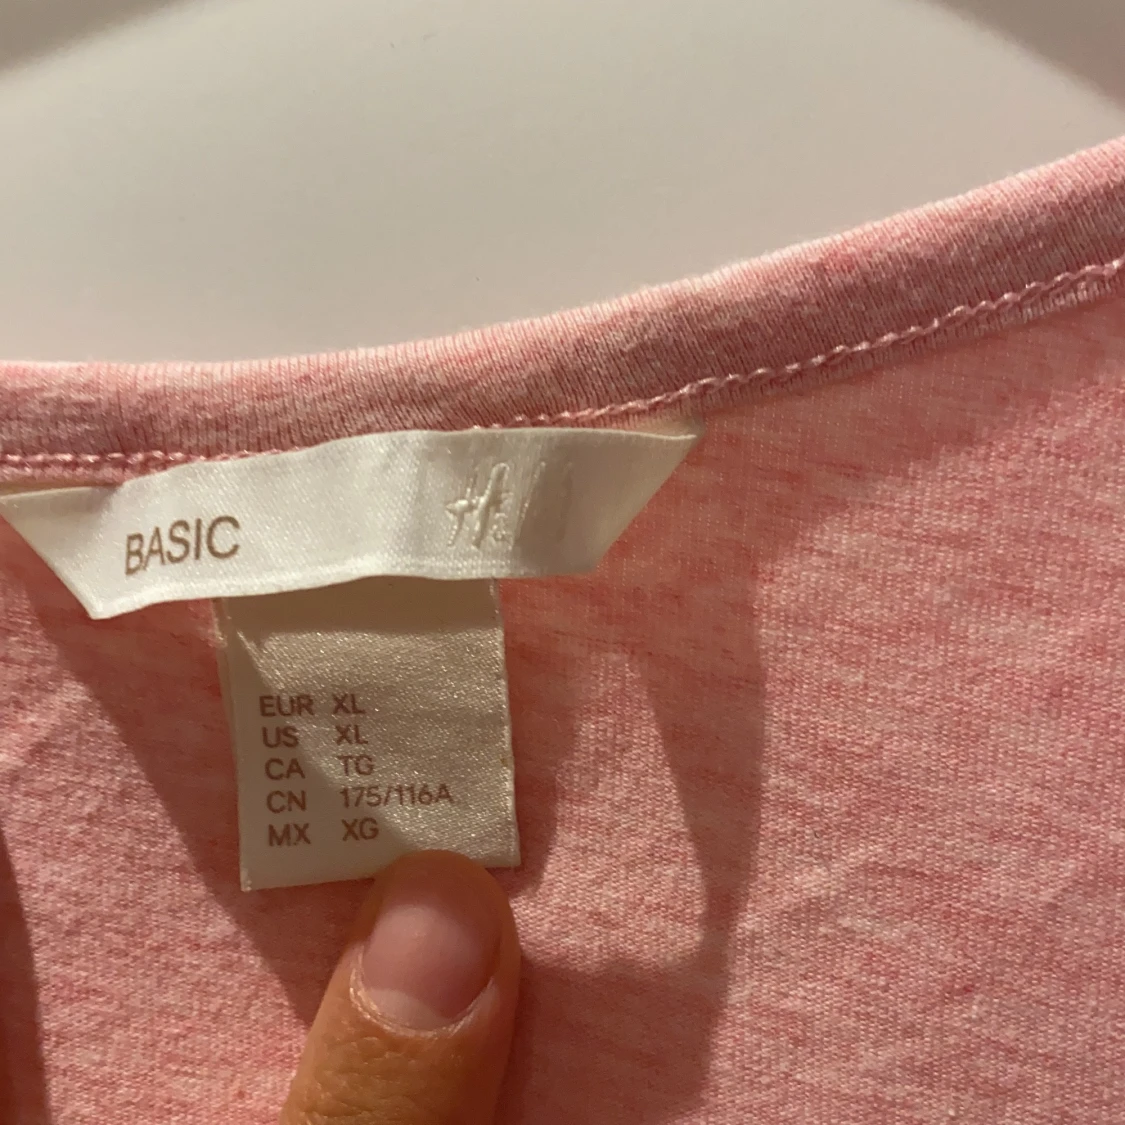 BASIC H&M
EUR XL
US XL
CA TG
CN 175/116A
MX XG